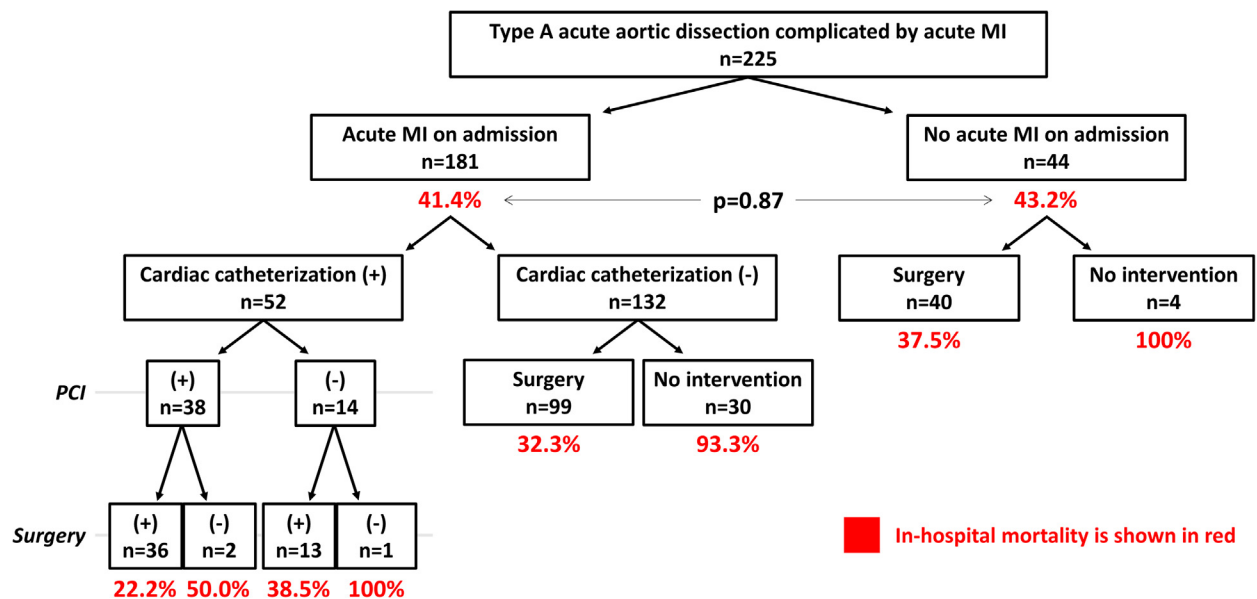 Type A acute aortic dissection complicated by acute MI
n=225
Acute MI on admission
n=181
No acute MI on admission
n=44
41.4%
p=0.87
43.2%
Cardiac catheterization (+)
n=52
Cardiac catheterization (-)
n=132
Surgery
n=40
No intervention
n=4
37.5%
100%
PCI
(+)
n=38
(-)
n=14
Surgery
n=99
No intervention
n=30
32.3%
93.3%
Surgery
(+)
n=36
(-)
n=2
(+)
n=13
(-)
n=1
22.2%
50.0%
38.5%
100%
In-hospital mortality is shown in red